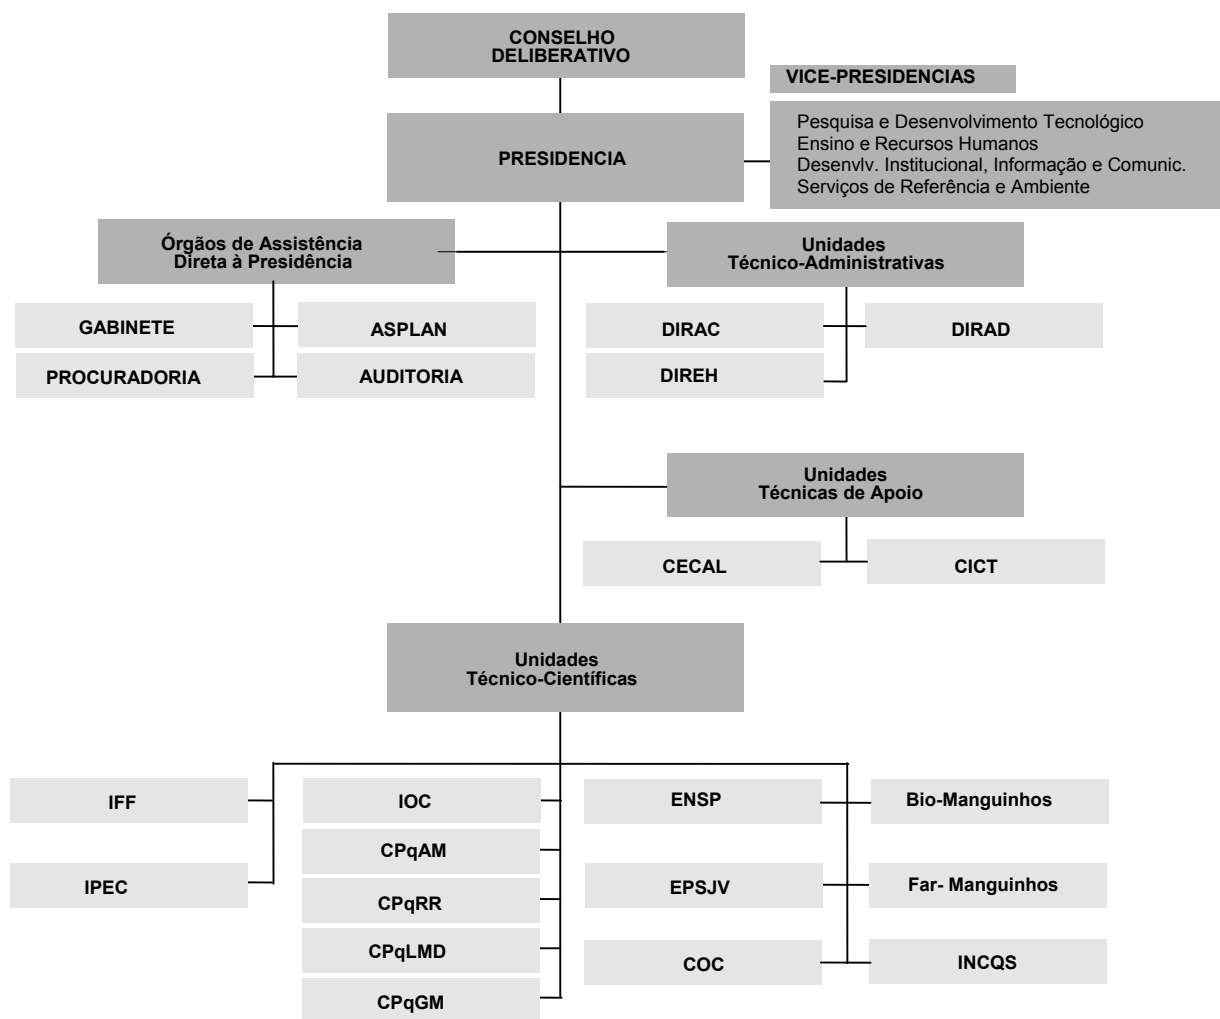 CONSELHO
DELIBERATIVO
VICE-PRESIDENCIAS
PRESIDENCIA
Pesquisa e Desenvolvimento Tecnológico
Ensino e Recursos Humanos
Desenvlv. Institucional, Informação e Comunic.
Serviços de Referência e Ambiente
Órgãos de Assistência
Direta à Presidência
Unidades
Técnico-Administrativas
GABINETE
ASPLAN
PROCURADORIA
AUDITORIA
DIRAC
DIRAD
DIREH
Unidades
Técnicas de Apoio
CECAL
CICT
Unidades
Técnico-Científicas
IFF
IPEC
IOC
CPqAM
CPqRR
CPqLMD
CPqGM
ENSP
EPSJV
COC
Bio-Manguinhos
Far- Manguinhos
INCQS